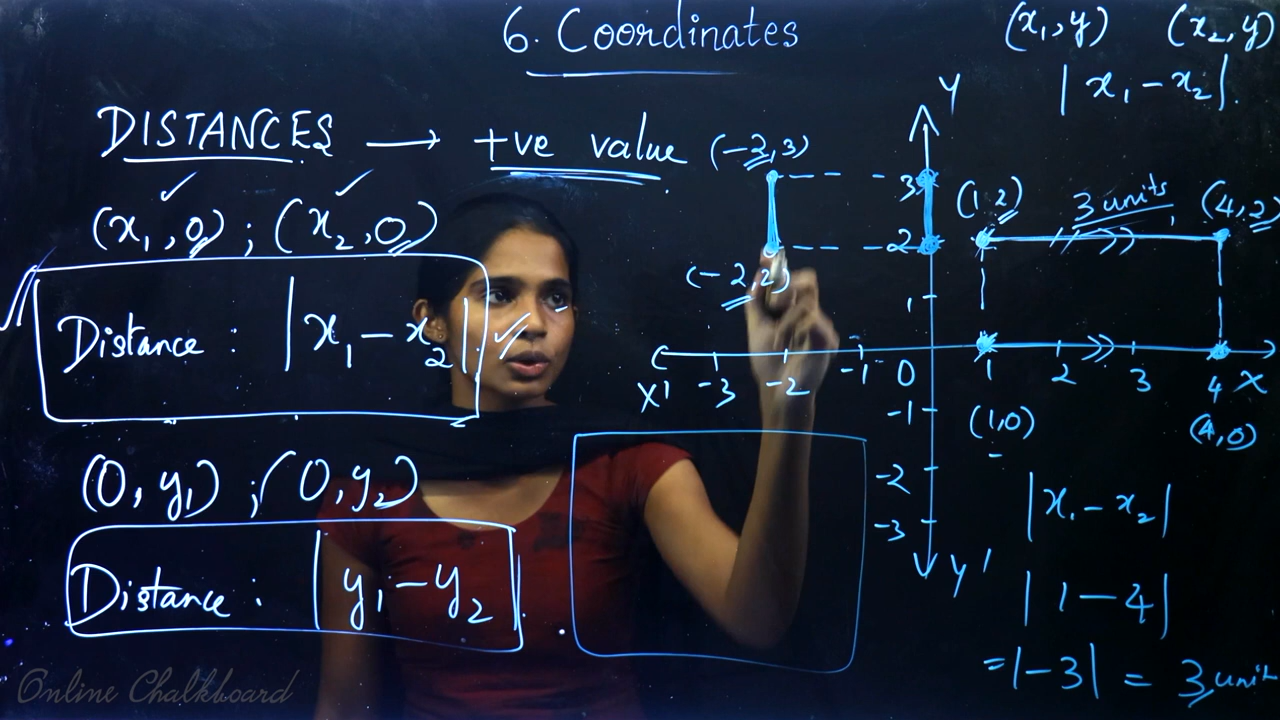 6. Coordinates
DISTANCES → +ve value
(x₁,0) ; (x₂,0)
Distance : |x₁ - x₂|
(0, y₁) ; (0, y₂)
Distance : |y₁ - y₂|
(x₁, y) (x₂, y)
|x₁ - x₂|.
Y
(-2,3)
3
(1,2) 3 units (4,2)
2
(-2,2)
1
X' -3 -2 -1 0 1 2 3 4 X
-1 (1,0) (4,0)
-2
-3
Y'
|x₁ - x₂|
|1 - 4|
= |-3| = 3 unit
Online Chalkboard